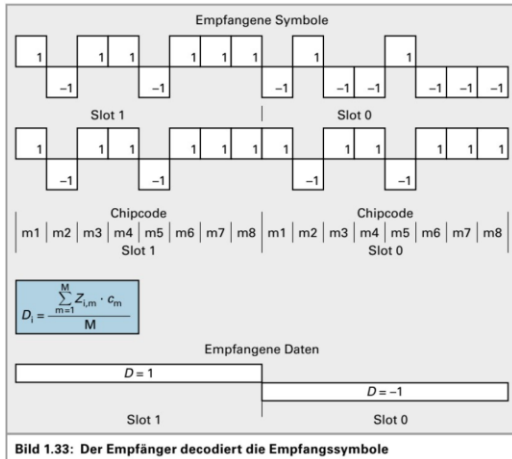 Empfangene Symbole
1 1 1 1 1 1 1 1
−1 −1 −1 −1 −1 −1 −1 −1
Slot 1 Slot 0
1 1 1 1 1 1 1 1 1 1 1 1
−1 −1 −1 −1
Chipcode Chipcode
m1 m2 m3 m4 m5 m6 m7 m8 m1 m2 m3 m4 m5 m6 m7 m8
Slot 1 Slot 0
M
∑ Zi,m · cm
m=1
Di =
M
Empfangene Daten
D = 1
D = −1
Slot 1 Slot 0
Bild 1.33: Der Empfänger decodiert die Empfangssymbole